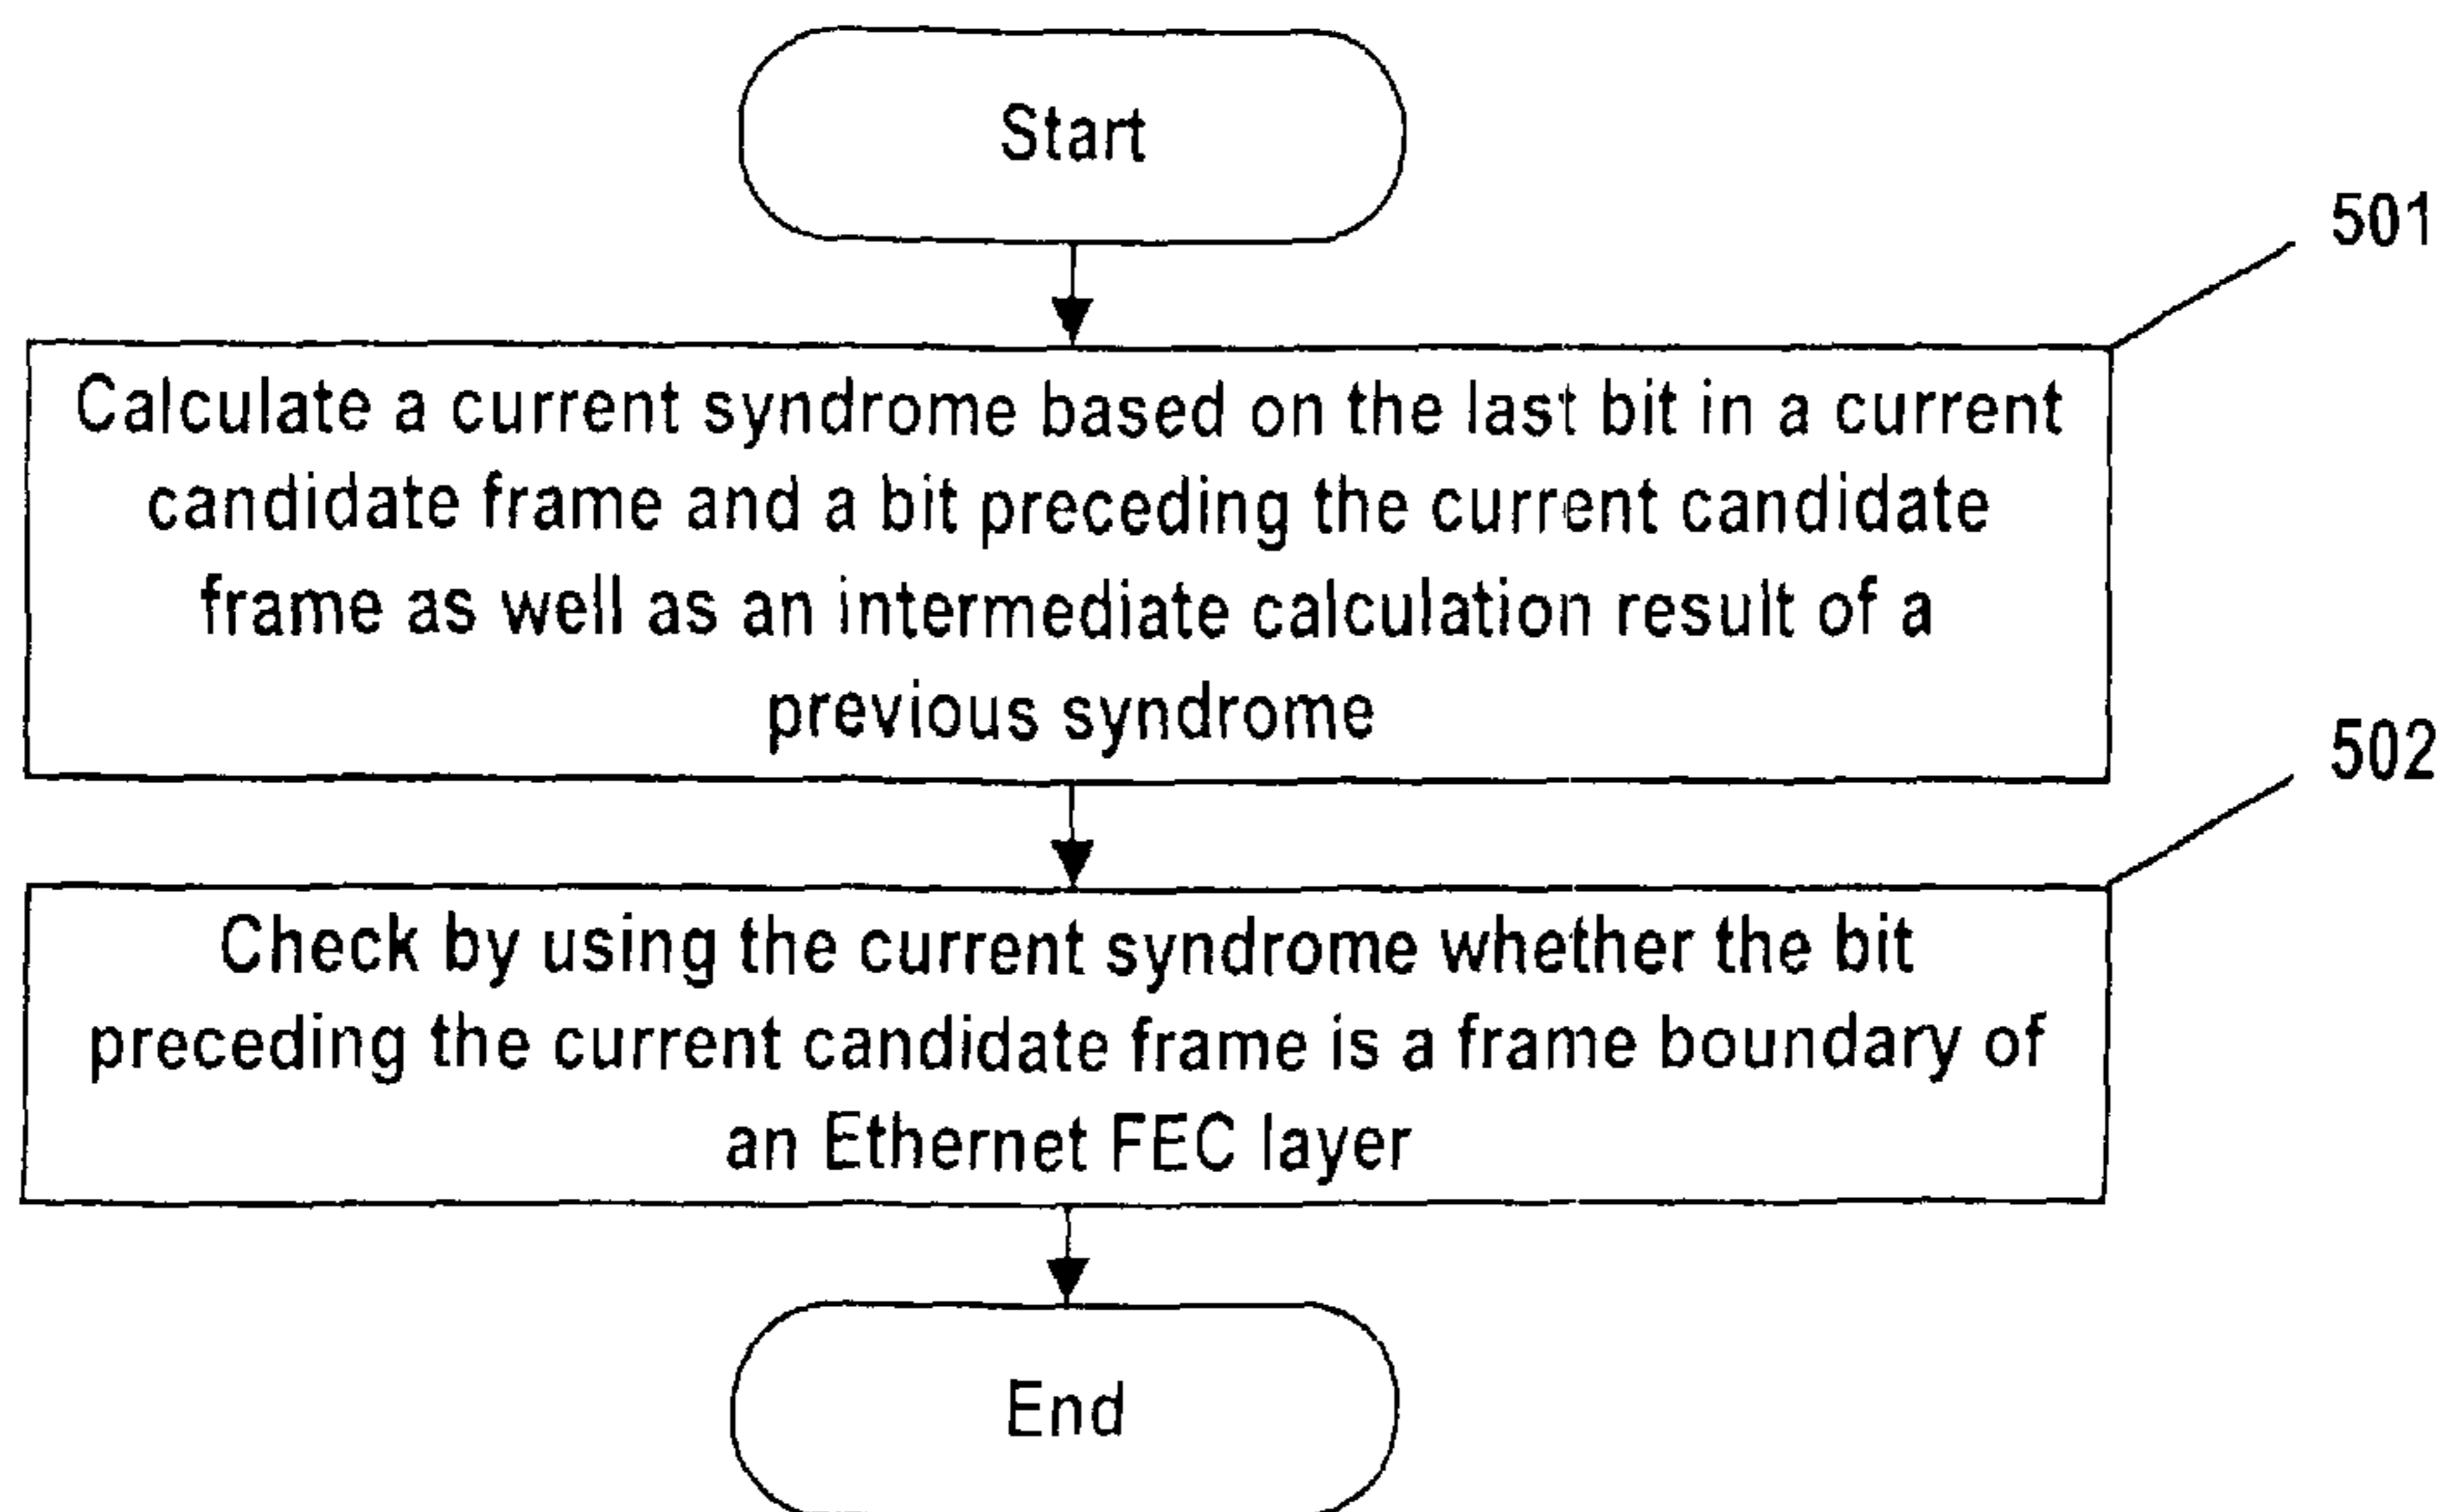 Start
501
Calculate a current syndrome based on the last bit in a current
candidate frame and a bit preceding the current candidate
frame as well as an intermediate calculation result of a
previous syndrome
502
Check by using the current syndrome whether the bit
preceding the current candidate frame is a frame boundary of
an Ethernet FEC layer
End